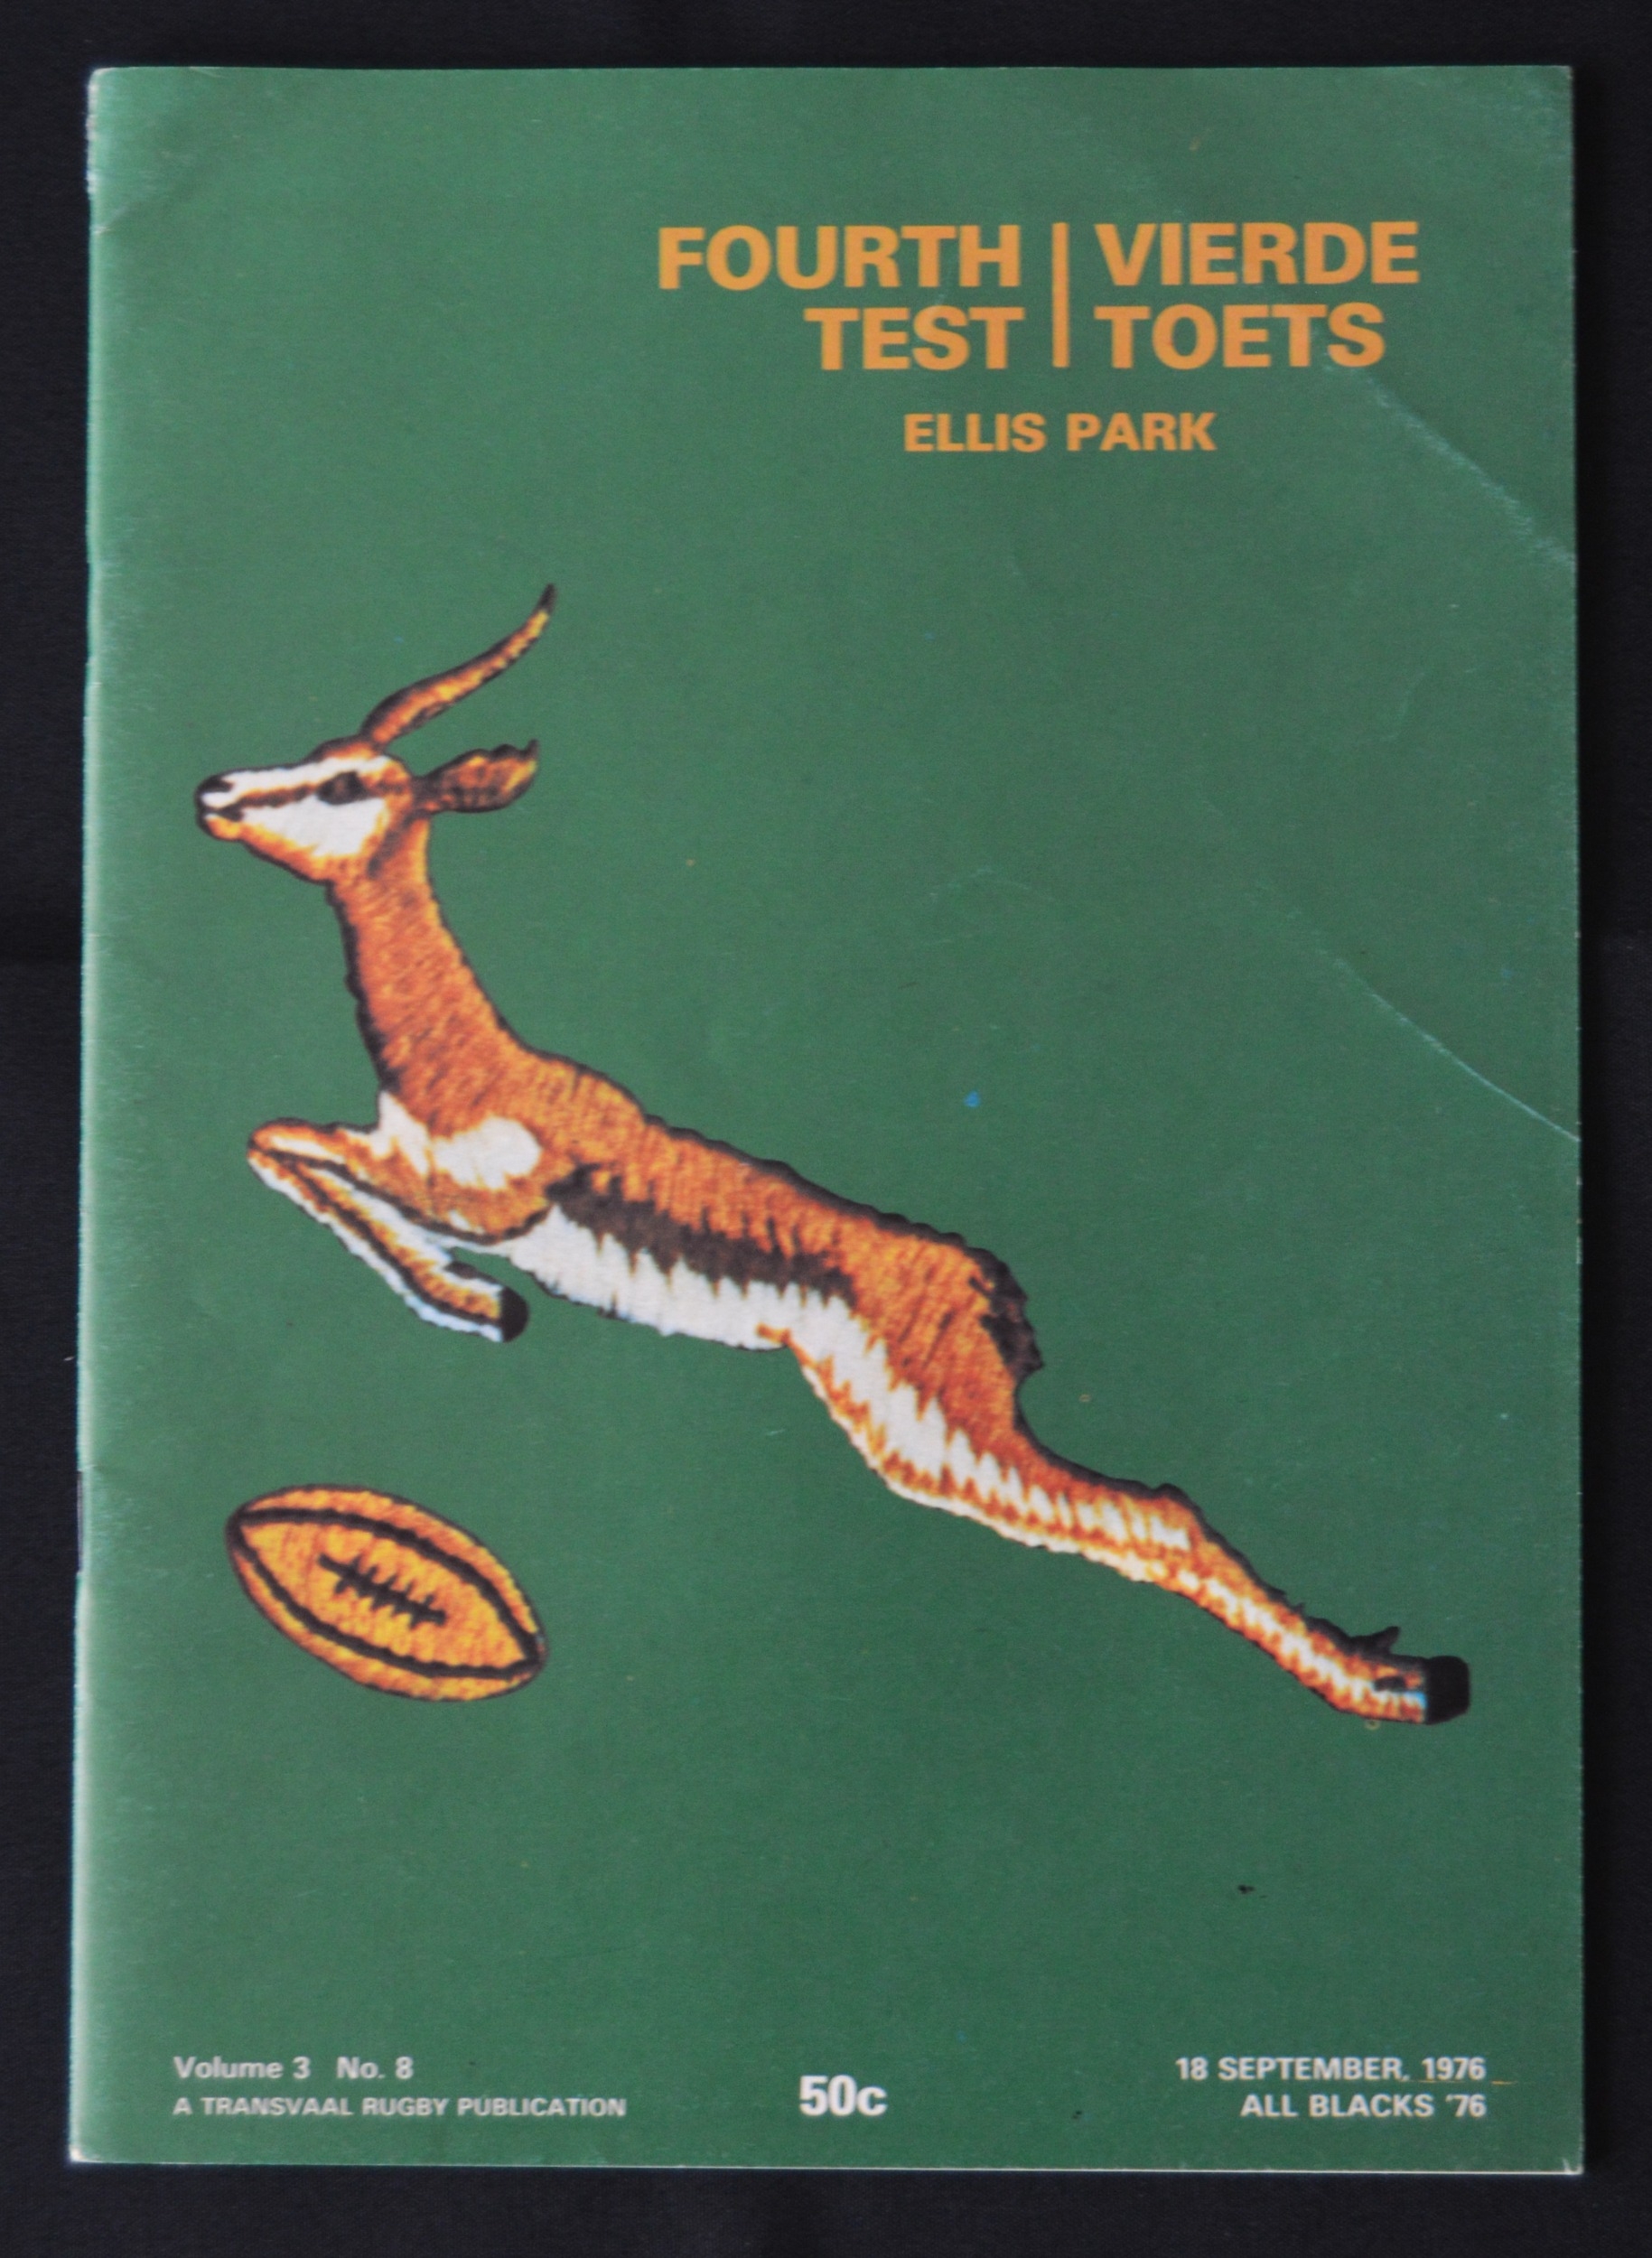 FOURTH | VIERDE
TEST | TOETS
ELLIS PARK
Volume 3 No. 8
A TRANSVAAL RUGBY PUBLICATION
50c
18 SEPTEMBER, 1976
ALL BLACKS '76